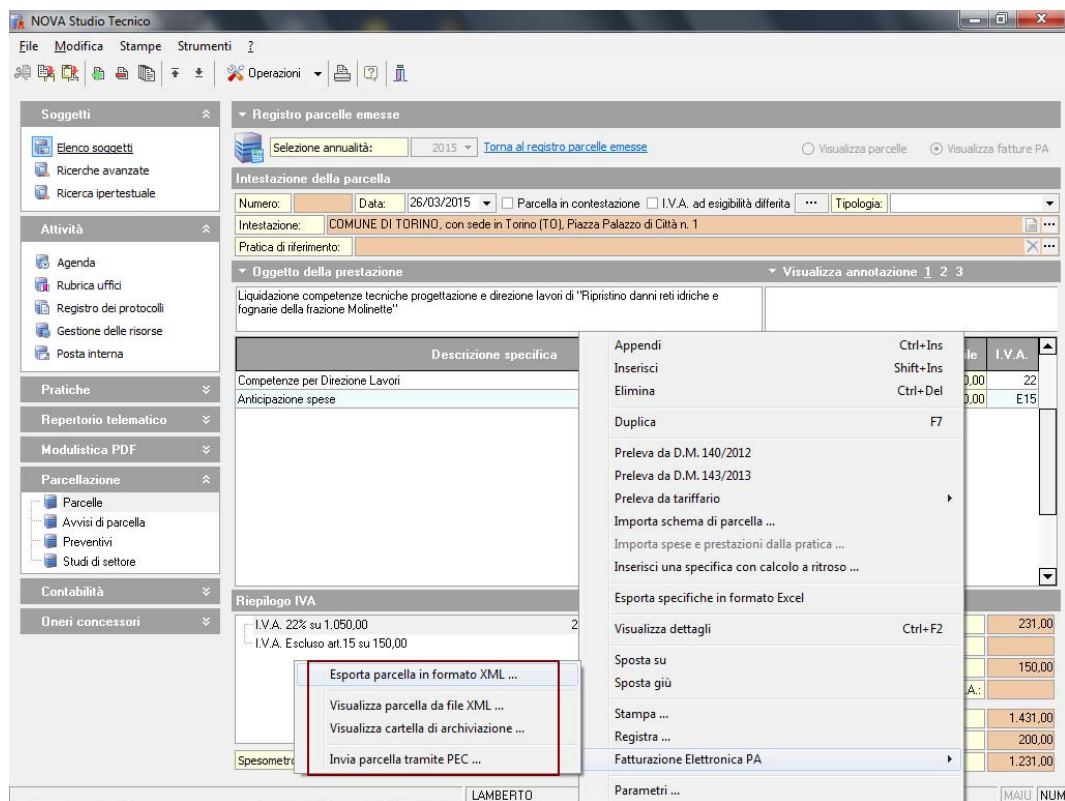 NOVA Studio Tecnico
File Modifica Stampe Strumenti ?
Operazioni
Soggetti
Elenco soggetti
Ricerche avanzate
Ricerca ipertestuale
Attività
Agenda
Rubrica uffici
Registro dei protocolli
Gestione delle risorse
Posta interna
Pratiche
Repertorio telematico
Modulistica PDF
Parcellazione
Parcelle
Avvisi di parcella
Preventivi
Studi di settore
Contabilità
Oneri concessori
Registro parcelle emesse
Selezione annualità: 2015 Torna al registro parcelle emesse Visualizza parcelle Visualizza fatture PA
Intestazione della parcella
Numero: Data: 26/03/2015 Parcella in contestazione I.V.A. ad esigibilità differita ... Tipologia:
Intestazione: COMUNE DI TORINO, con sede in Torino (TO), Piazza Palazzo di Città n. 1 ...
Pratica di riferimento: ...
Oggetto della prestazione Visualizza annotazione 1 2 3
Liquidazione competenze tecniche progettazione e direzione lavori di "Ripristino danni reti idriche e
fognarie della frazione Molinette"
Descrizione specifica I.V.A.
Competenze per Direzione Lavori 22
Anticipazione spese E15
Appendi Ctrl+Ins
Inserisci Shift+Ins
Elimina Ctrl+Del
Duplica F7
Preleva da D.M. 140/2012
Preleva da D.M. 143/2013
Preleva da tariffario
Importa schema di parcella ...
Importa spese e prestazioni dalla pratica ...
Inserisci una specifica con calcolo a ritroso ...
Esporta specifiche in formato Excel
Visualizza dettagli Ctrl+F2
Sposta su
Sposta giù
Stampa ...
Registra ...
Fatturazione Elettronica PA
Parametri ...
Riepilogo IVA
I.V.A. 22% su 1.050,00 2
I.V.A. Escluso art.15 su 150,00
Esporta parcella in formato XML ...
Visualizza parcella da file XML ...
Visualizza cartella di archiviazione ...
Invia parcella tramite PEC ...
Spesometro
231,00
150,00
A.:
1.431,00
200,00
1.231,00
LAMBERTO MAIU NUM